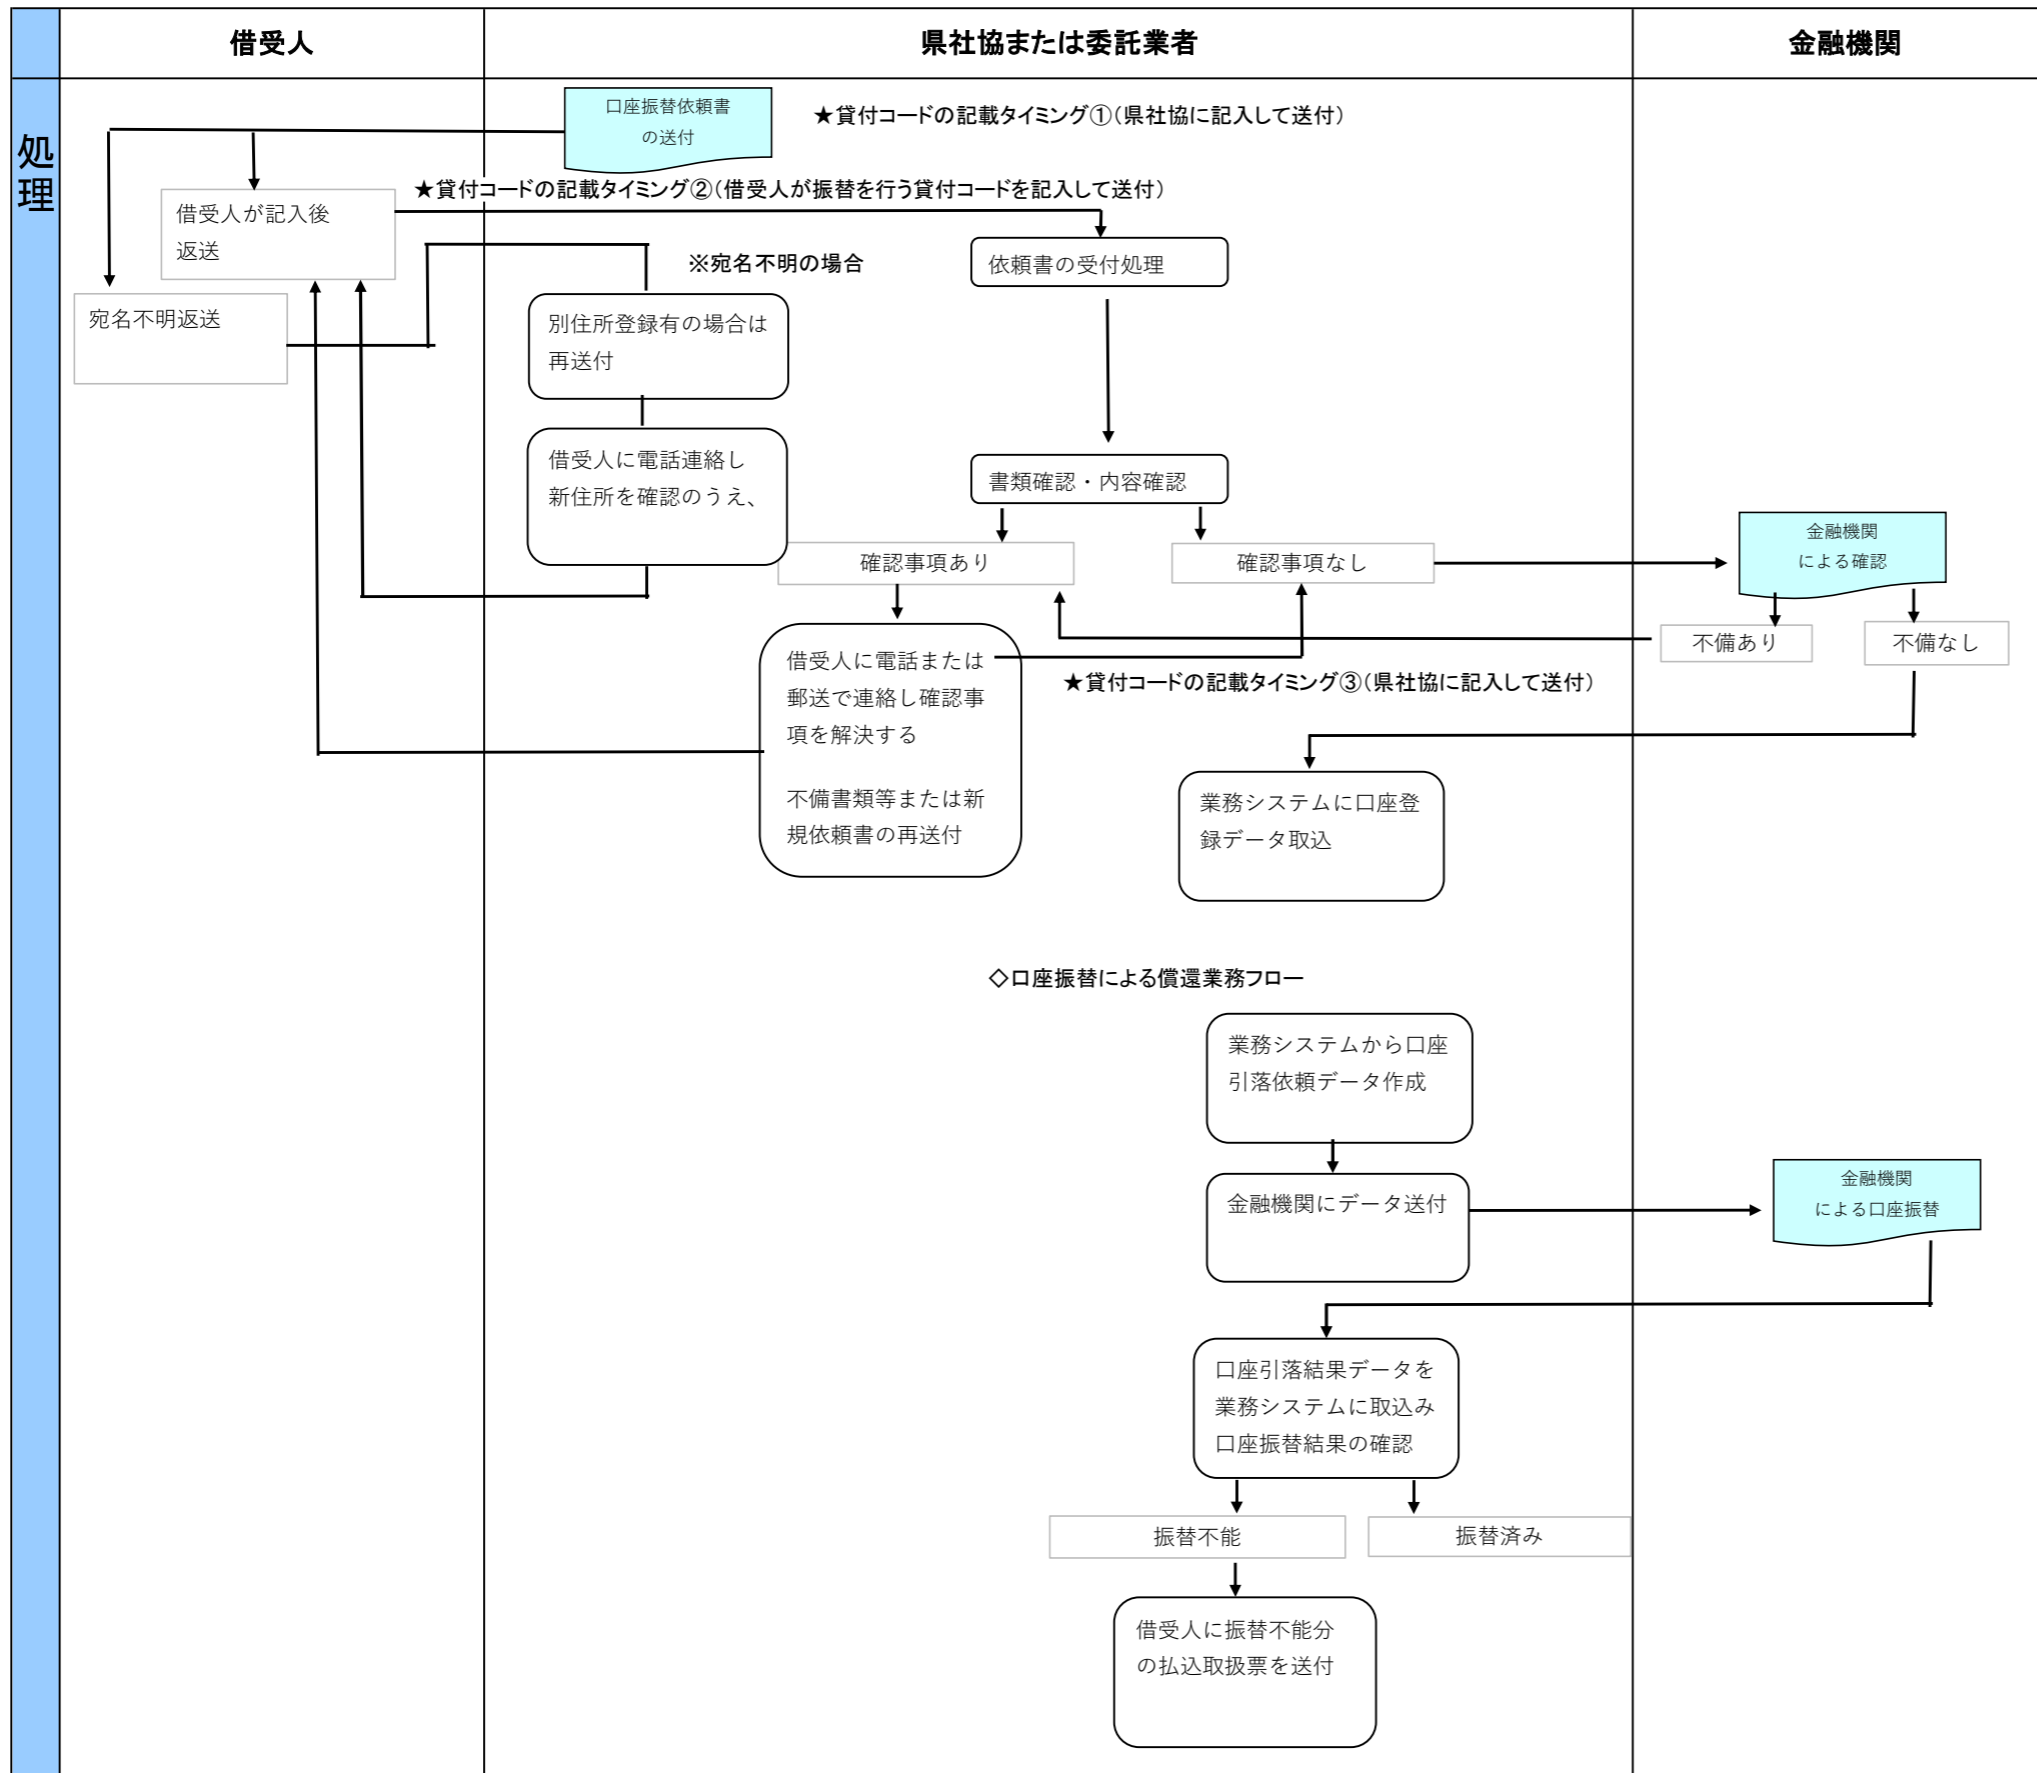 借受人
県社協または委託業者
金融機関
処
理
口座振替依頼書
の送付
★貸付コードの記載タイミング①(県社協に記入して送付)
★貸付コードの記載タイミング②(借受人が振替を行う貸付コードを記入して送付)
借受人が記入後
返送
※宛名不明の場合
依頼書の受付処理
宛名不明返送
別住所登録有の場合は
再送付
借受人に電話連絡し
新住所を確認のうえ、
書類確認・内容確認
確認事項あり
確認事項なし
金融機関
による確認
不備あり
不備なし
借受人に電話または
郵送で連絡し確認事
項を解決する
不備書類等または新
規依頼書の再送付
★貸付コードの記載タイミング③(県社協に記入して送付)
業務システムに口座登
録データ取込
◇口座振替による償還業務フロー
業務システムから口座
引落依頼データ作成
金融機関にデータ送付
金融機関
による口座振替
口座引落結果データを
業務システムに取込み
口座振替結果の確認
振替不能
振替済み
借受人に振替不能分
の払込取扱票を送付